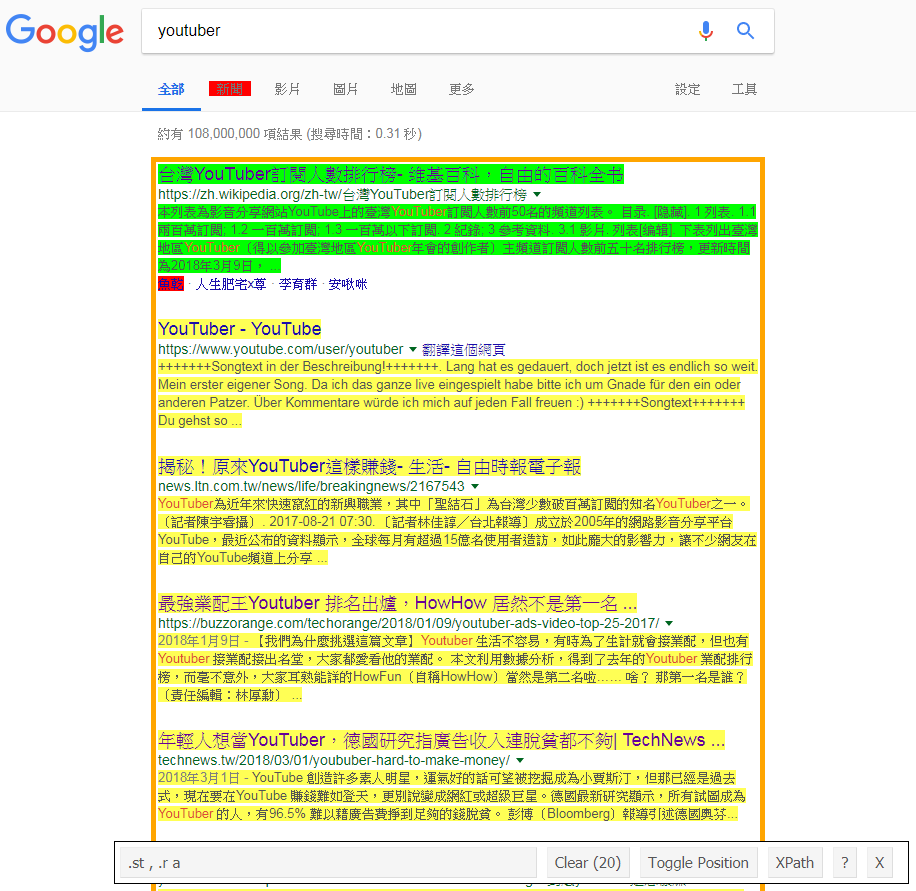 Google
youtuber
全部 新聞 影片 圖片 地圖 更多 設定 工具
約有 108,000,000 項結果 (搜尋時間：0.31 秒)
台灣YouTuber訂閱人數排行榜- 維基百科，自由的百科全书
https://zh.wikipedia.org/zh-tw/台灣YouTuber訂閱人數排行榜
本列表為影音分享網站YouTube上的臺灣YouTuber訂閱人數前50名的頻道列表。 目录. [隐藏]. 1 列表. 1.1
兩百萬訂閱; 1.2 一百萬訂閱; 1.3 一百萬以下訂閱. 2 紀錄; 3 參考資料. 3.1 影片. 列表[编辑]. 下表列出臺灣
地區YouTuber（得以參加臺灣地區YouTuber年會的創作者）主頻道訂閱人數前五十名排行榜，更新時間
為2018年3月9日， ...
魚乾 · 人生肥宅x尊 · 李育群 · 安啾咪
YouTuber - YouTube
https://www.youtube.com/user/youtuber 翻譯這個網頁
+++++++Songtext in der Beschreibung!+++++++. Lang hat es gedauert, doch jetzt ist es endlich so weit.
Mein erster eigener Song. Da ich das ganze live eingespielt habe bitte ich um Gnade für den ein oder
anderen Patzer. Über Kommentare würde ich mich auf jeden Fall freuen :) +++++++Songtext+++++++
Du gehst so ...
揭秘！原來YouTuber這樣賺錢- 生活- 自由時報電子報
news.ltn.com.tw/news/life/breakingnews/2167543
YouTuber為近年來快速竄紅的新興職業，其中「聖結石」為台灣少數破百萬訂閱的知名YouTuber之一。
〔記者陳宇睿攝〕. 2017-08-21 07:30. 〔記者林佳諄／台北報導〕成立於2005年的網路影音分享平台
YouTube，最近公布的資料顯示，全球每月有超過15億名使用者造訪，如此龐大的影響力，讓不少網友在
自己的YouTube頻道上分享 ...
最強業配王Youtuber 排名出爐，HowHow 居然不是第一名 ...
https://buzzorange.com/techorange/2018/01/09/youtuber-ads-video-top-25-2017/
2018年1月9日 - 【我們為什麼挑選這篇文章】Youtuber 生活不容易，有時為了生計就會接業配，但也有
Youtuber 接業配接出名堂，大家都愛看他的業配。 本文利用數據分析，得到了去年的Youtuber 業配排行
榜，而毫不意外，大家耳熟能詳的HowFun（自稱HowHow）當然是第二名啦…… 啥？ 那第一名是誰？
（責任編輯：林厚勳） ...
年輕人想當YouTuber，德國研究指廣告收入連脫貧都不夠| TechNews ...
technews.tw/2018/03/01/yoububer-hard-to-make-money/
2018年3月1日 - YouTube 創造許多素人明星，運氣好的話可望被挖掘成為小賈斯汀，但那已經是過去
式，現在要在YouTube 賺錢難如登天，更別說變成網紅或超級巨星。德國最新研究顯示，所有試圖成為
YouTuber 的人，有96.5% 難以藉廣告費掙到足夠的錢脫貧。 彭博（Bloomberg）報導引述德國奧芬...
.st , .r a Clear (20) Toggle Position XPath ? X